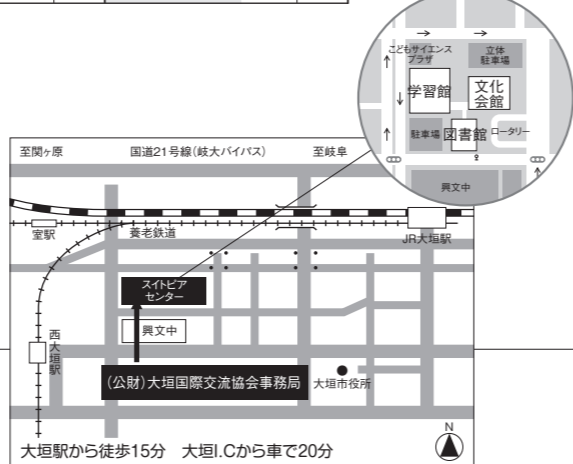 こどもサイエンス
プラザ
立体
駐車場
学習館
文化
会館
駐車場
図書館
ロータリー
興文中
至関ヶ原
国道21号線(岐大バイパス)
至岐阜
室駅
養老鉄道
JR大垣駅
スイトピア
センター
興文中
西大垣駅
(公財)大垣国際交流協会事務局
大垣市役所
N
大垣駅から徒歩15分 大垣I.Cから車で20分